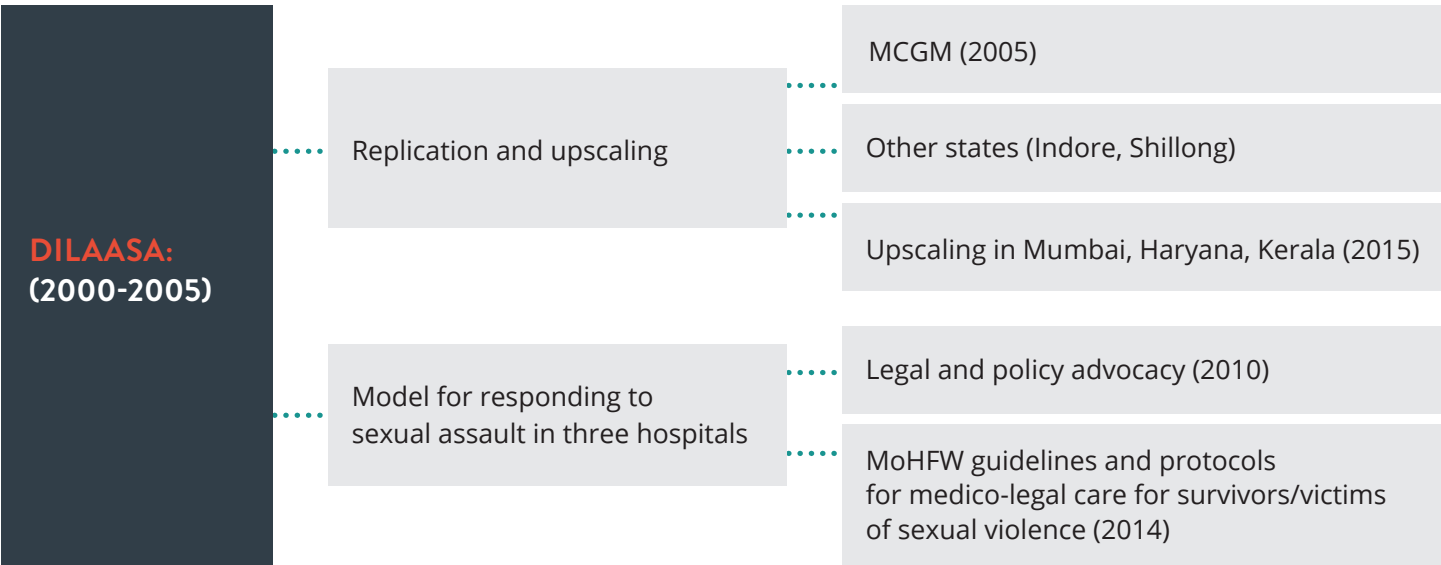 DILAASA:
(2000-2005)
Replication and upscaling
MCGM (2005)
Other states (Indore, Shillong)
Upscaling in Mumbai, Haryana, Kerala (2015)
Model for responding to
sexual assault in three hospitals
Legal and policy advocacy (2010)
MoHFW guidelines and protocols
for medico-legal care for survivors/victims
of sexual violence (2014)